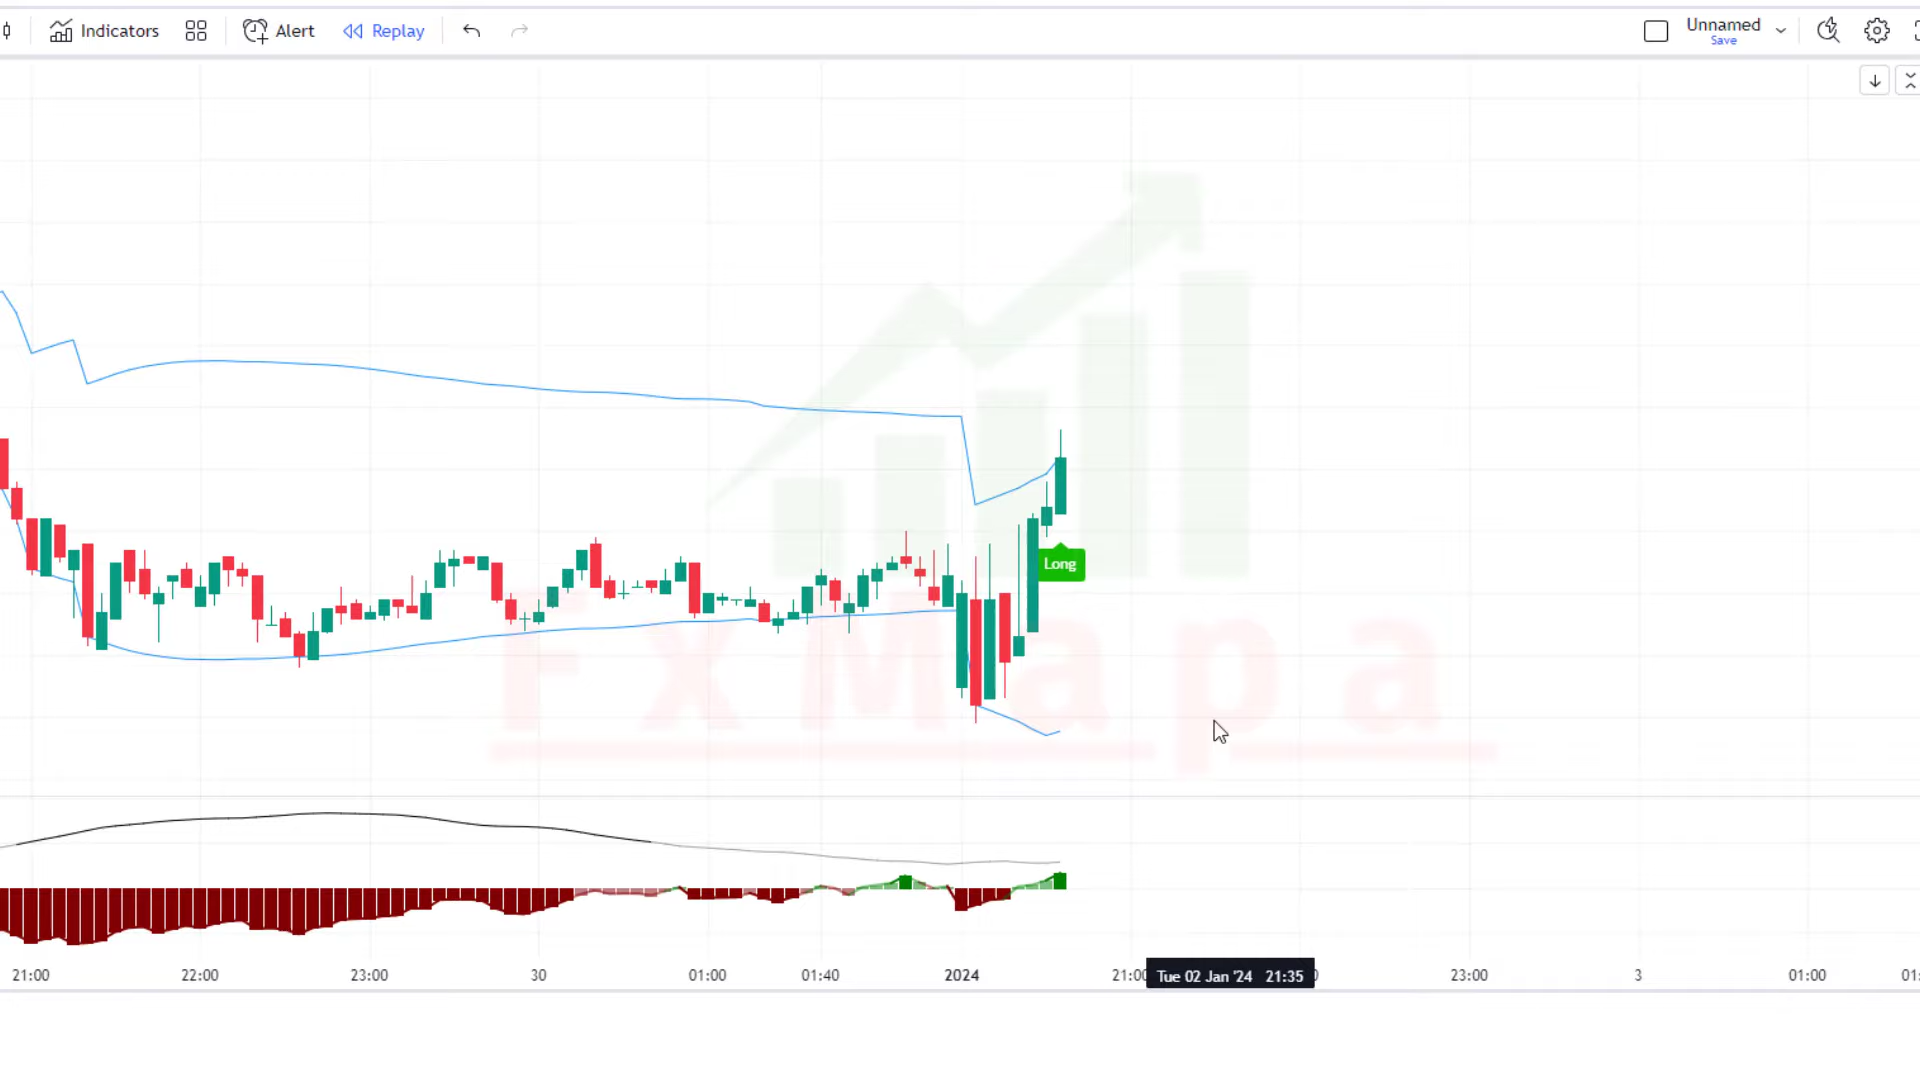 Indicators
Alert
Replay
Unnamed
Save
Long
FxMapa
21:00
22:00
23:00
30
01:00
01:40
2024
21:00
Tue 02 Jan '24 21:35
23:00
3
01:00